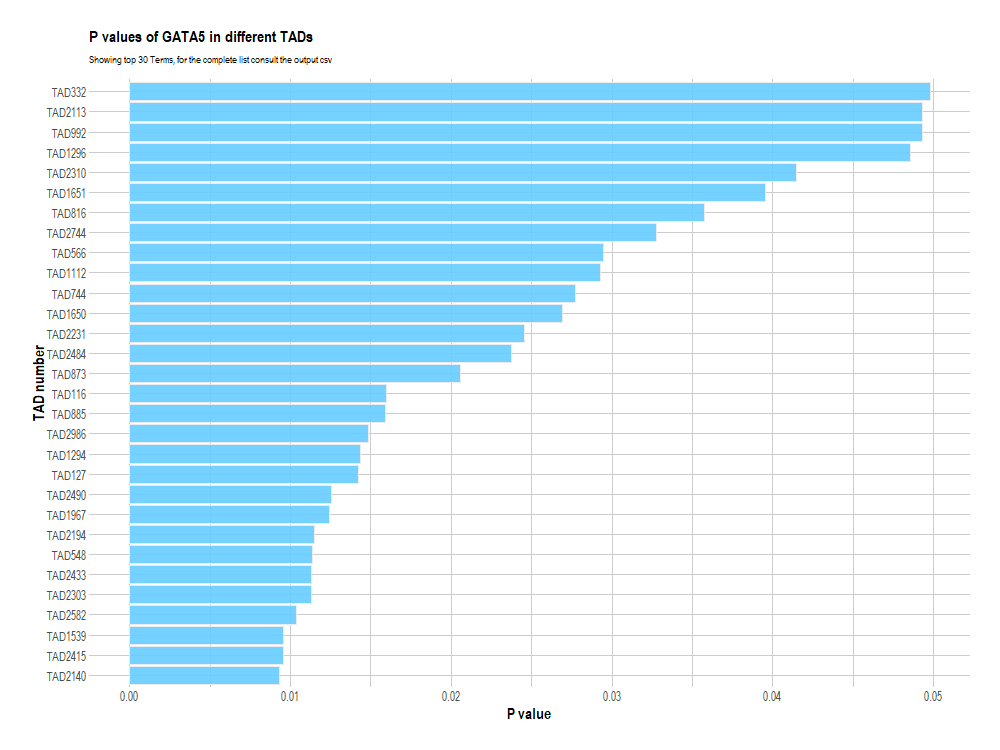 P values of GATA5 in different TADs
Showing top 30 Terms, for the complete list consult the output csv
TAD332
TAD2113
TAD992
TAD1296
TAD2310
TAD1651
TAD816
TAD2744
TAD566
TAD1112
TAD744
TAD1650
TAD2231
TAD2484
TAD873
TAD116
TAD885
TAD2986
TAD1294
TAD127
TAD2490
TAD1967
TAD2194
TAD548
TAD2433
TAD2303
TAD2582
TAD1539
TAD2415
TAD2140
TAD number
0.00 0.01 0.02 0.03 0.04 0.05
P value